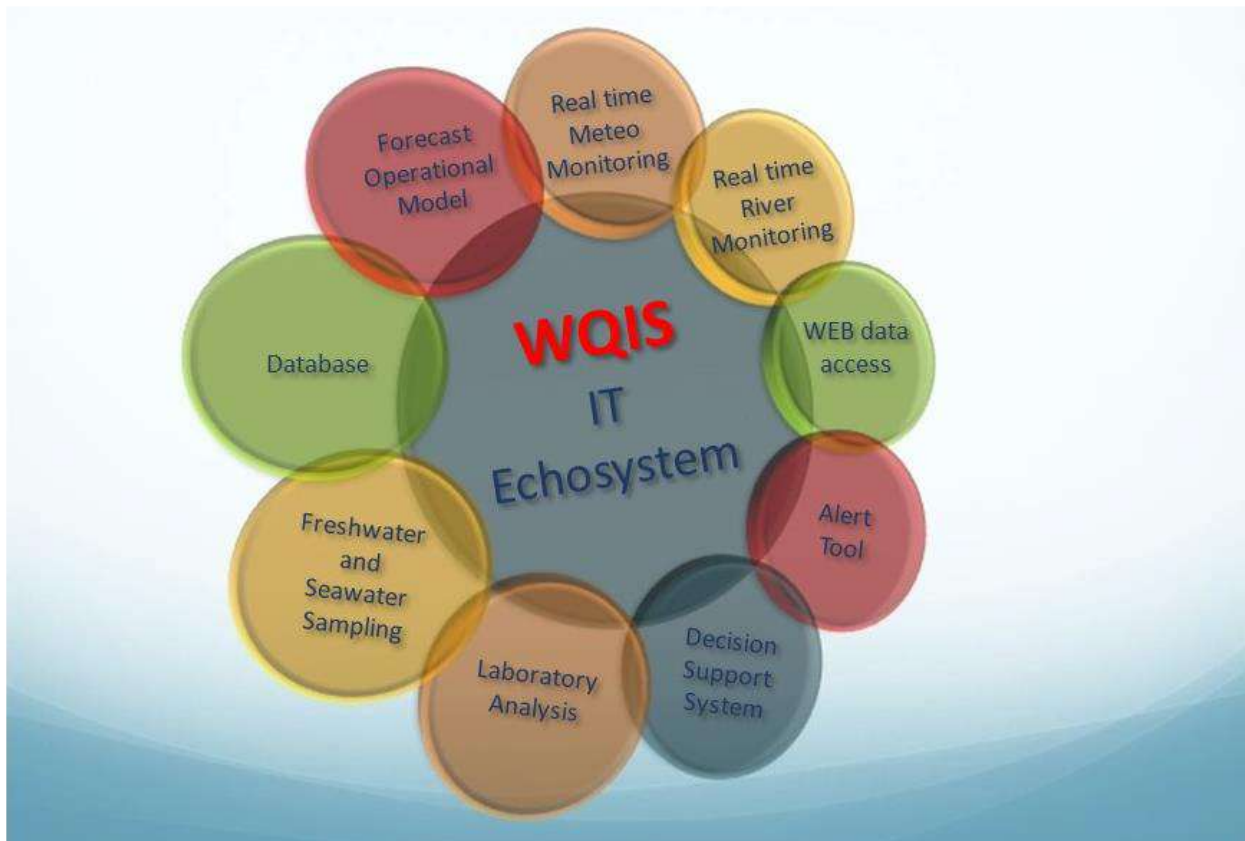 Real time
Meteo
Monitoring
Real time
River
Monitoring
WEB data
access
Alert
Tool
Decision
Support
System
Laboratory
Analysis
Freshwater
and
Seawater
Sampling
Database
Forecast
Operational
Model
WQIS
IT
Echosystem